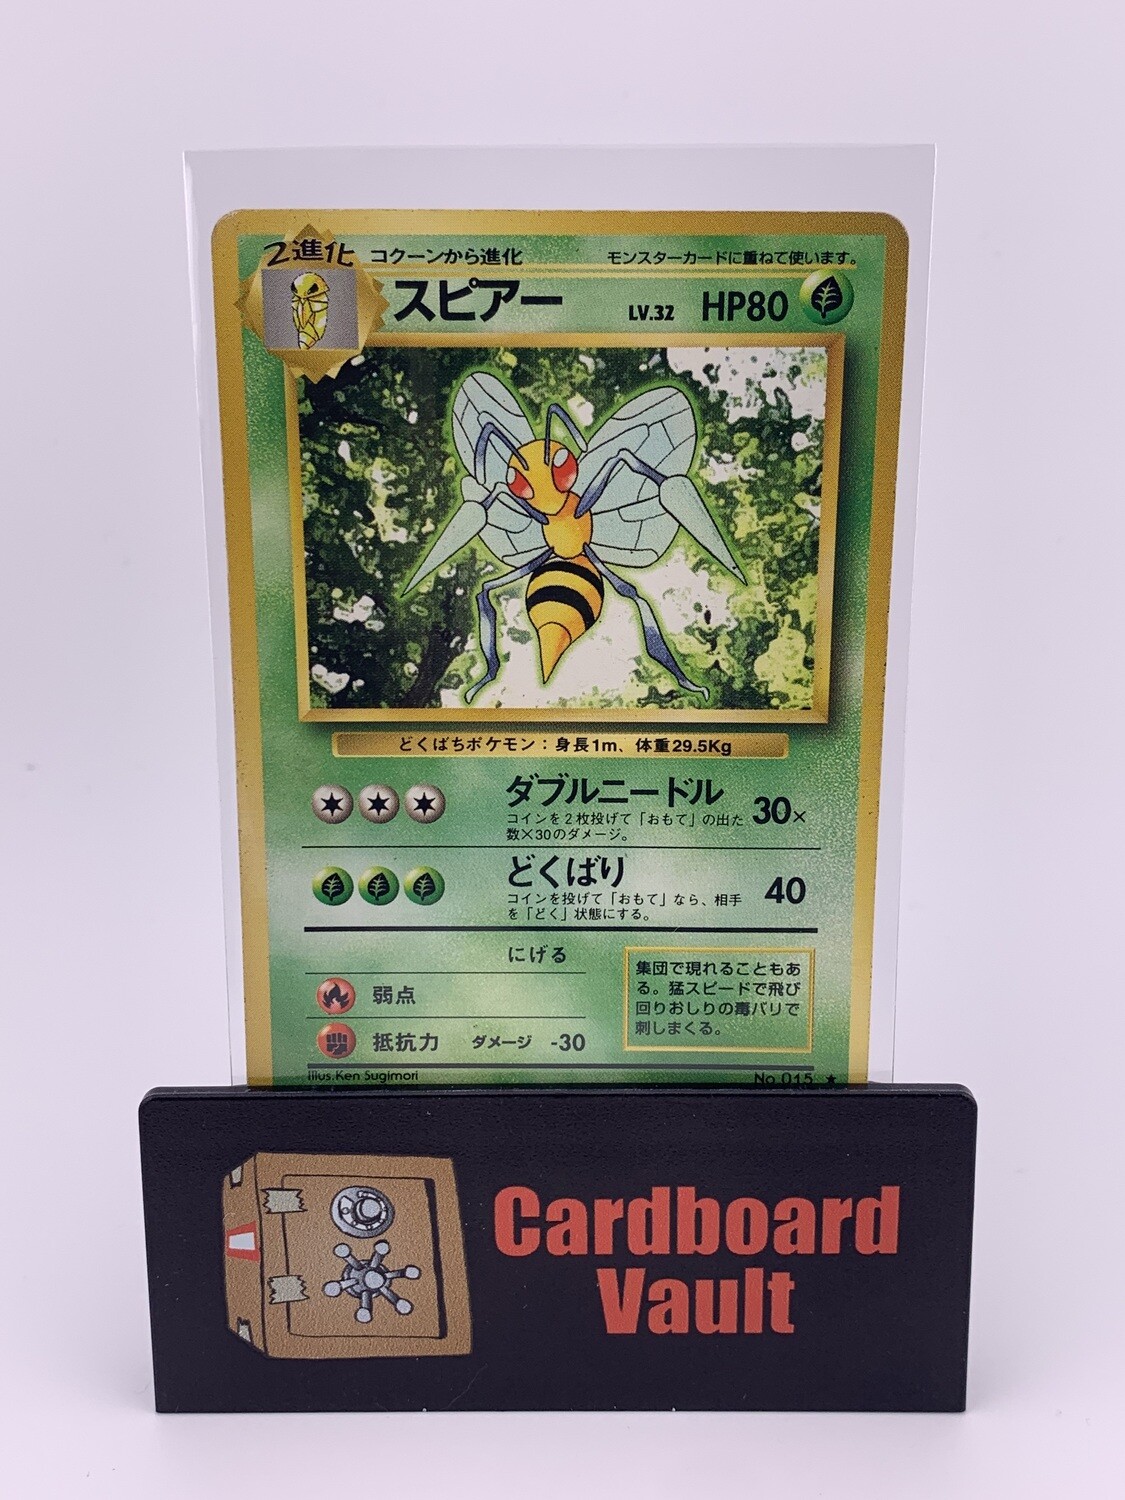 2進化 コクーンから進化 モンスターカードに重ねて使います。
スピアー LV.32 HP80
どくばちポケモン：身長1m、体重29.5Kg
ダブルニードル 30×
コインを2枚投げて「おもて」の出た
数×30のダメージ。
どくばり 40
コインを投げて「おもて」なら、相手
を「どく」状態にする。
にげる
弱点
抵抗力 ダメージ -30
集団で現れることもあ
る。猛スピードで飛び
回りおしりの毒バリで
刺しまくる。
Illus.Ken Sugimori No.015 ★
Cardboard
Vault